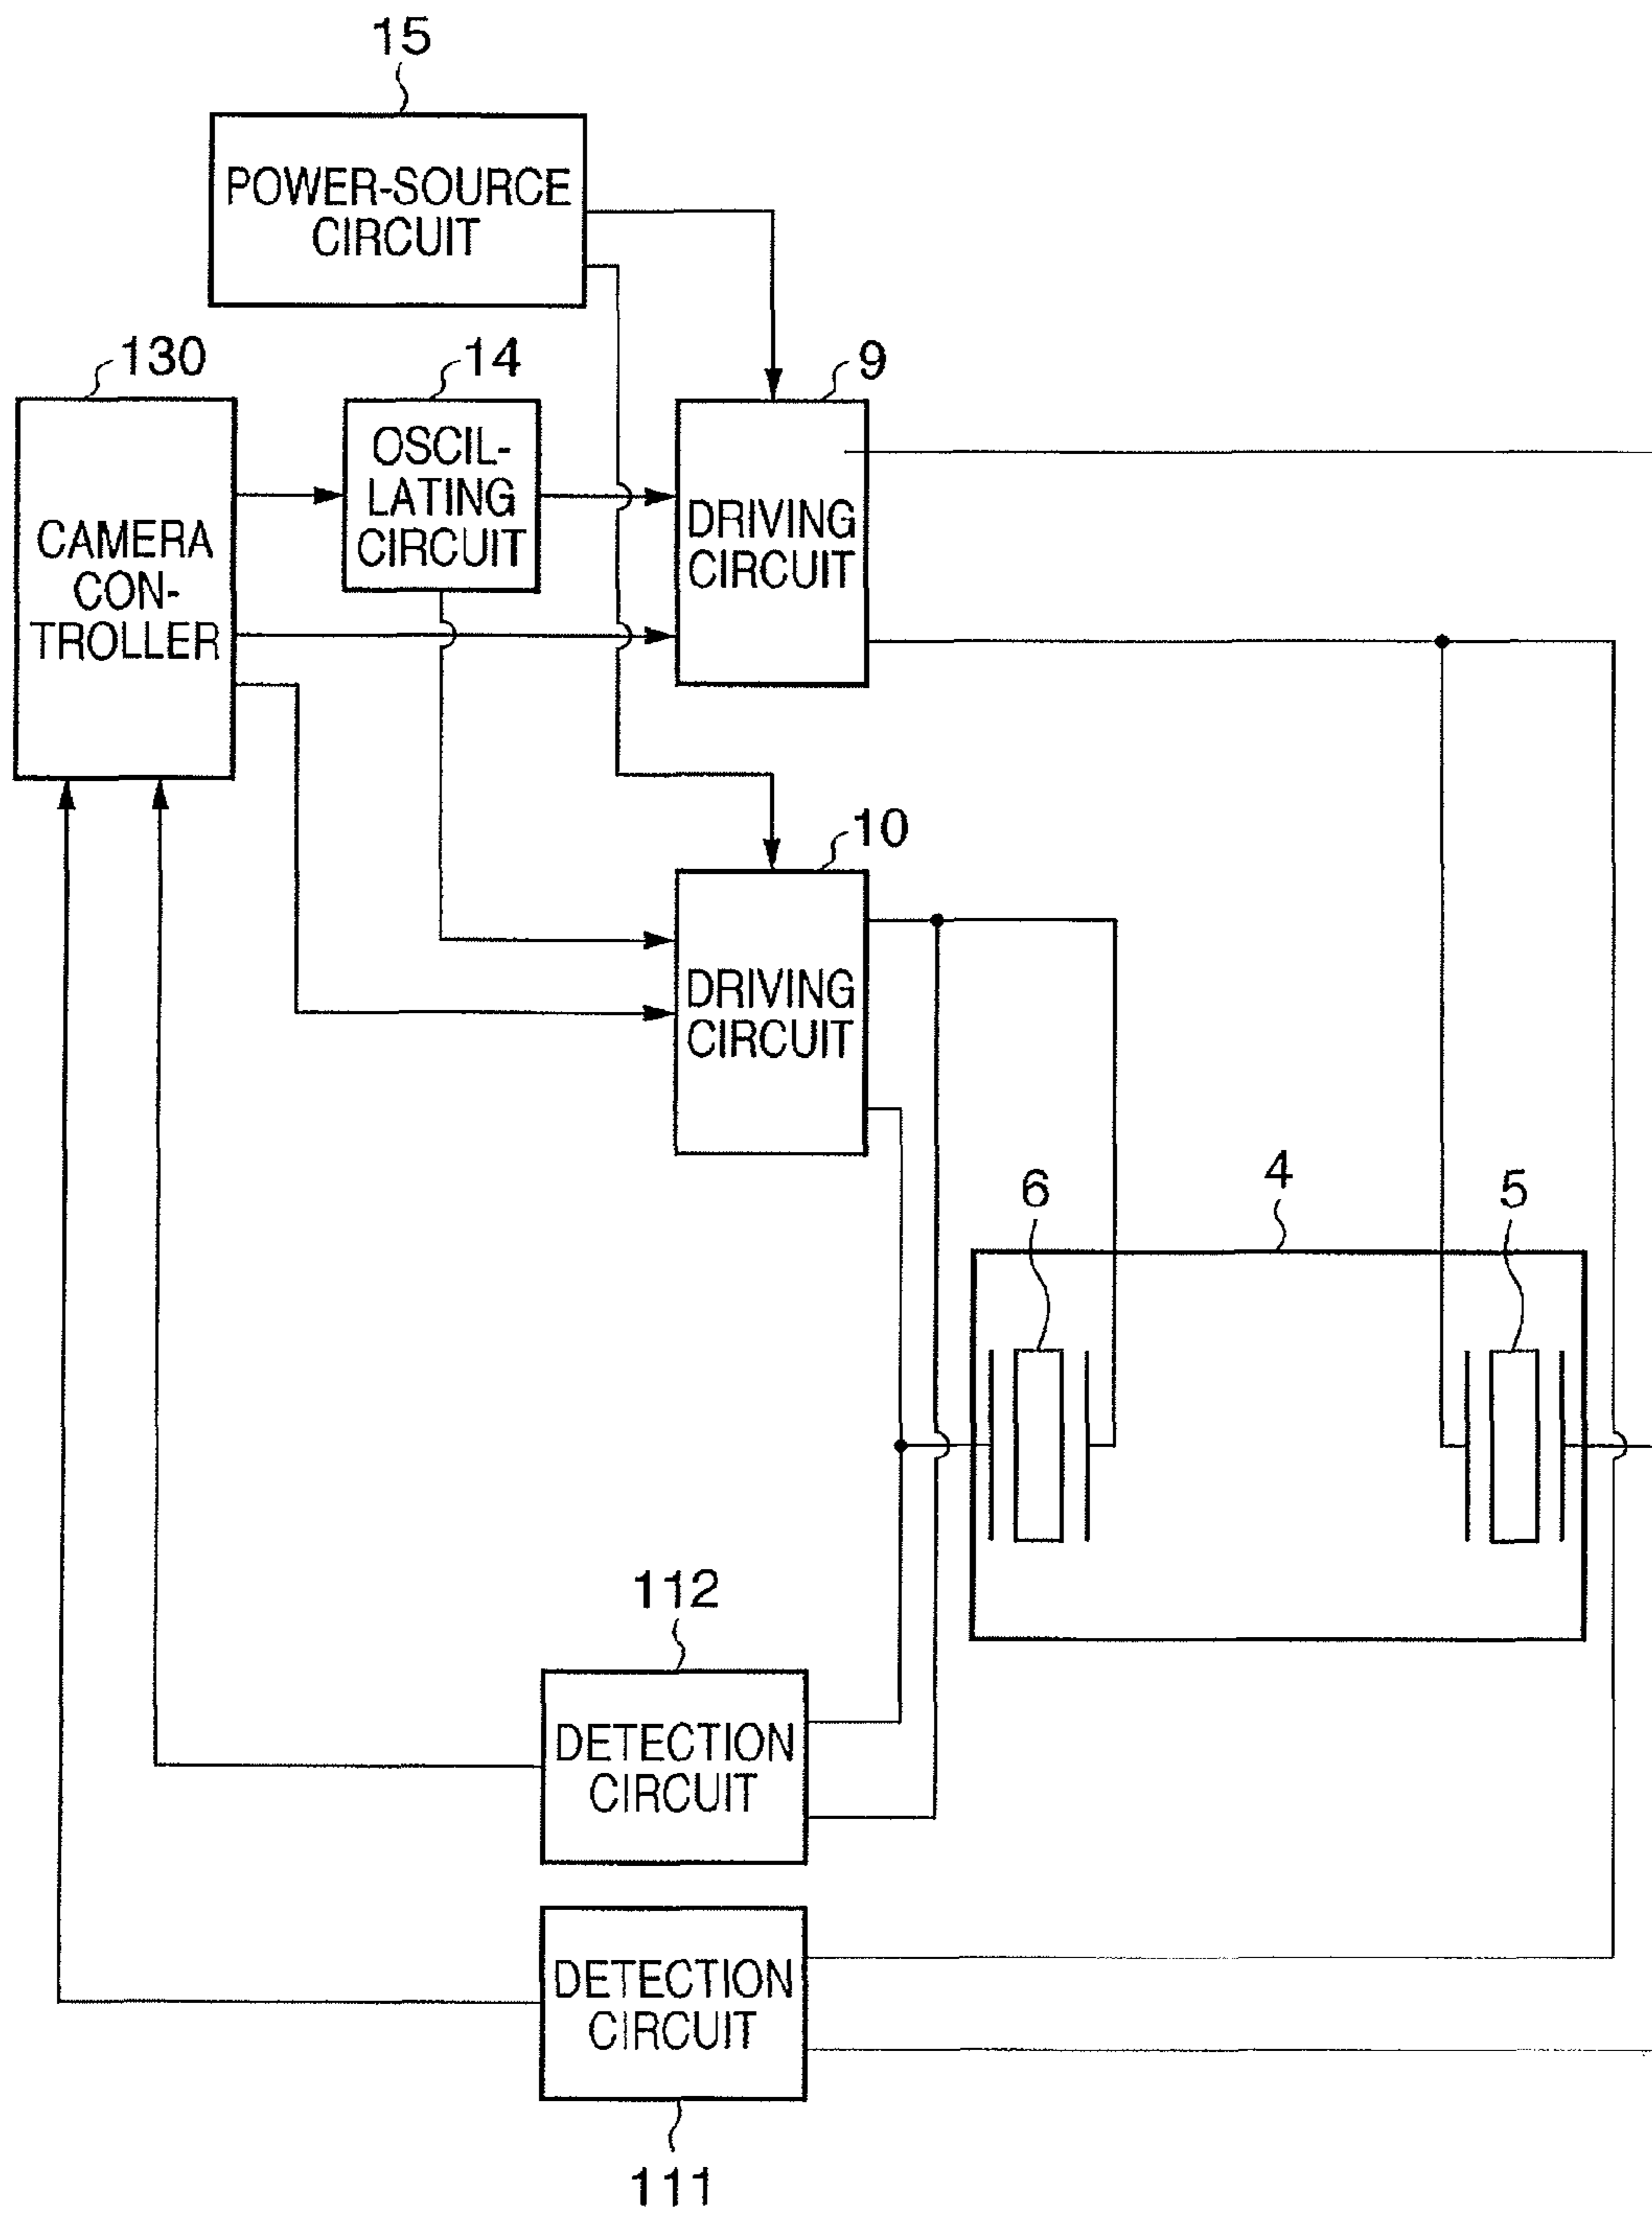 15
POWER-SOURCE
CIRCUIT
130
14
9
CAMERA
CON-
TROLLER
OSCIL-
LATING
CIRCUIT
DRIVING
CIRCUIT
10
DRIVING
CIRCUIT
6
4
5
112
DETECTION
CIRCUIT
DETECTION
CIRCUIT
111